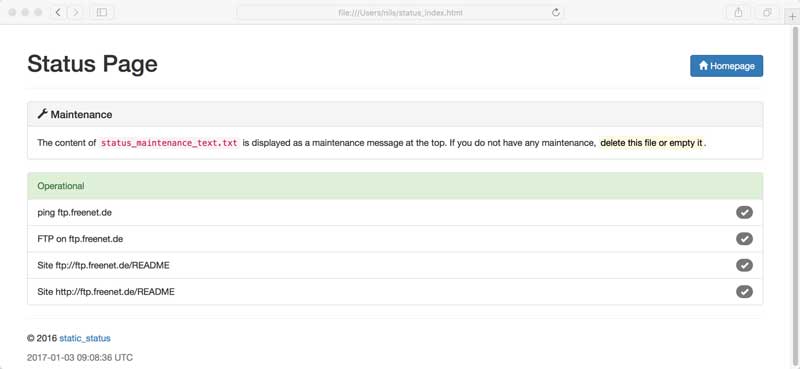 file:///Users/nils/status_index.html
Status Page
Homepage
Maintenance
The content of status_maintenance_text.txt is displayed as a maintenance message at the top. If you do not have any maintenance, delete this file or empty it.
Operational
ping ftp.freenet.de
FTP on ftp.freenet.de
Site ftp://ftp.freenet.de/README
Site http://ftp.freenet.de/README
© 2016 static_status
2017-01-03 09:08:36 UTC